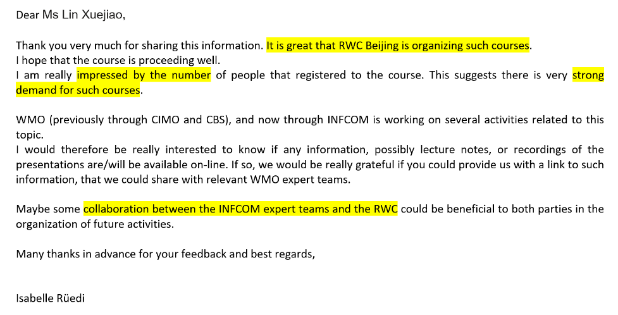 Dear Ms Lin Xuejiao,
Thank you very much for sharing this information. It is great that RWC Beijing is organizing such courses.
I hope that the course is proceeding well.
I am really impressed by the number of people that registered to the course. This suggests there is very strong
demand for such courses.
WMO (previously through CIMO and CBS), and now through INFCOM is working on several activities related to this
topic.
I would therefore be really interested to know if any information, possibly lecture notes, or recordings of the
presentations are/will be available on-line. If so, we would be really grateful if you could provide us with a link to such
information, that we could share with relevant WMO expert teams.
Maybe some collaboration between the INFCOM expert teams and the RWC could be beneficial to both parties in the
organization of future activities.
Many thanks in advance for your feedback and best regards,
Isabelle Rüedi